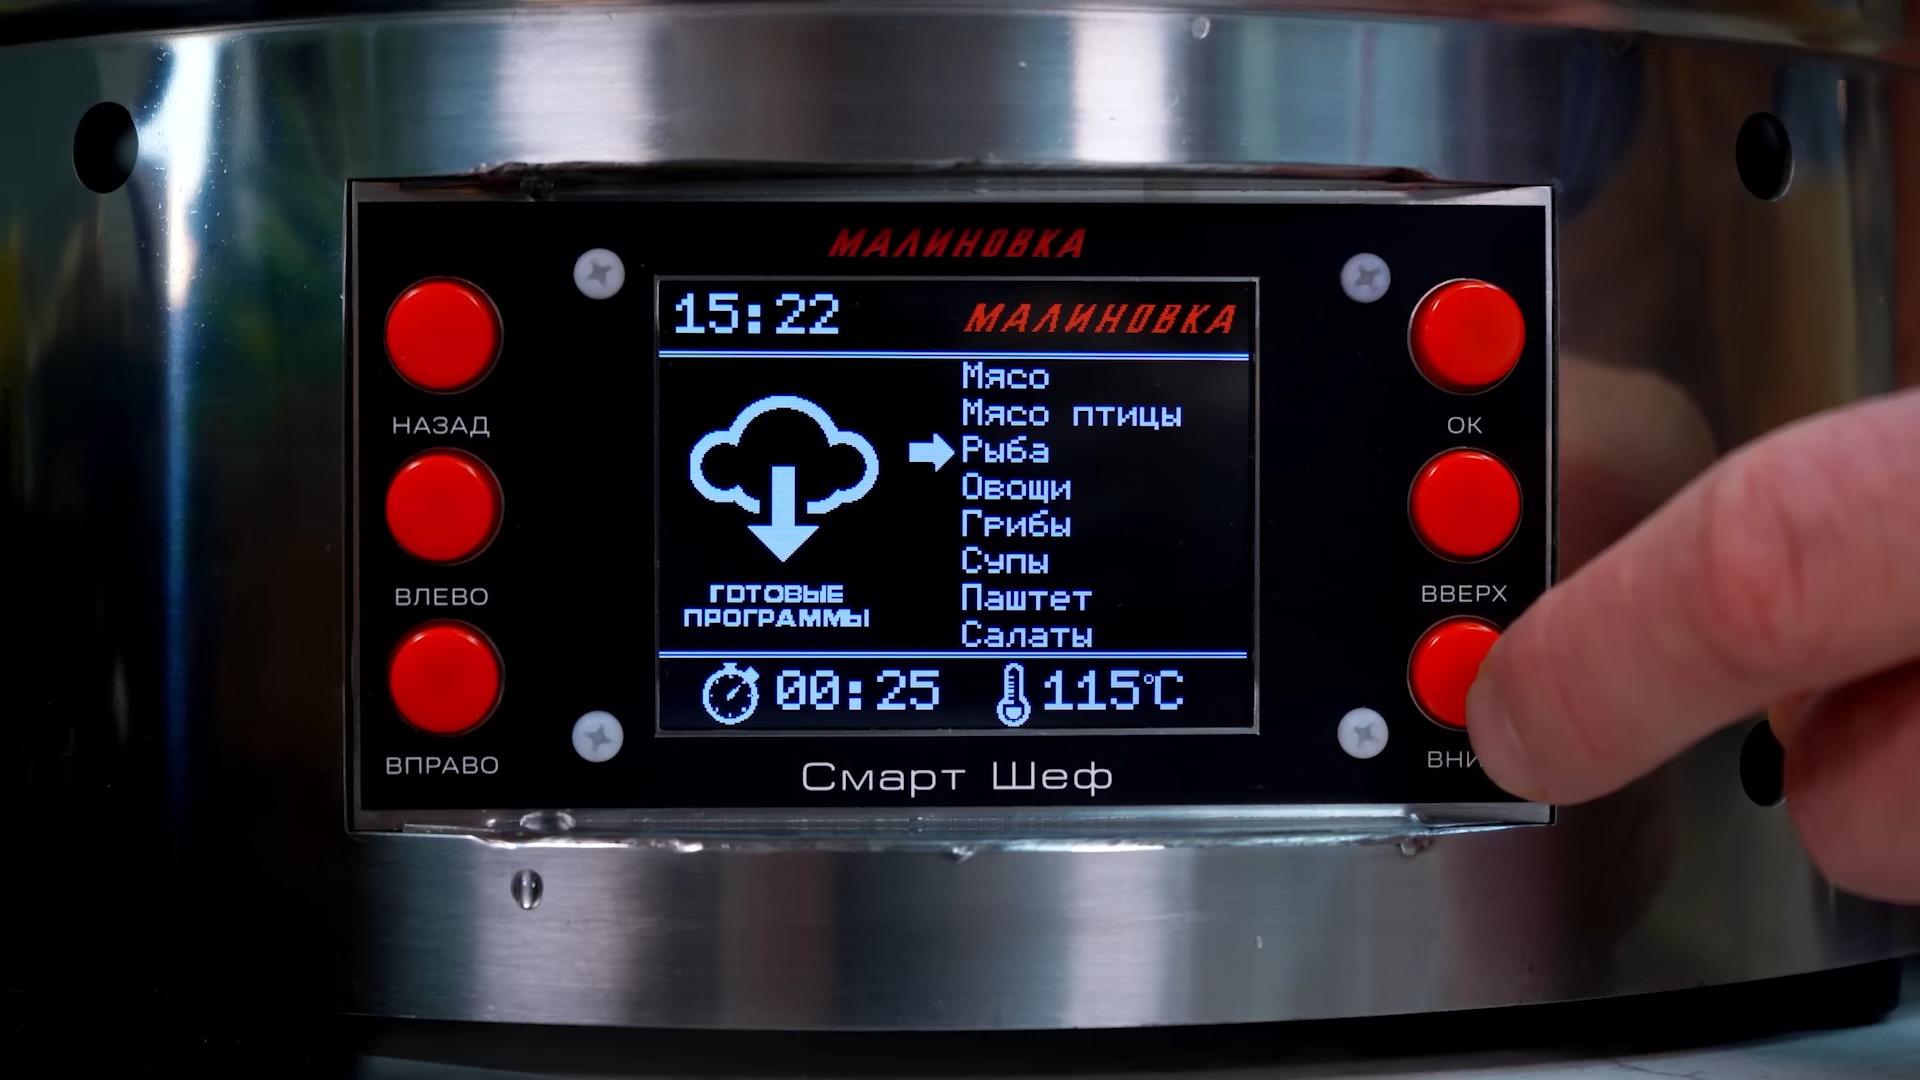 МАЛИНОВКА
15:22 МАЛИНОВКА
Мясо
Мясо птицы
Рыба
Овощи
Грибы
Супы
Паштет
Салаты
ГОТОВЫЕ
ПРОГРАММЫ
00:25 115°C
НАЗАД
ВЛЕВО
ВПРАВО
ОК
ВВЕРХ
Смарт Шеф